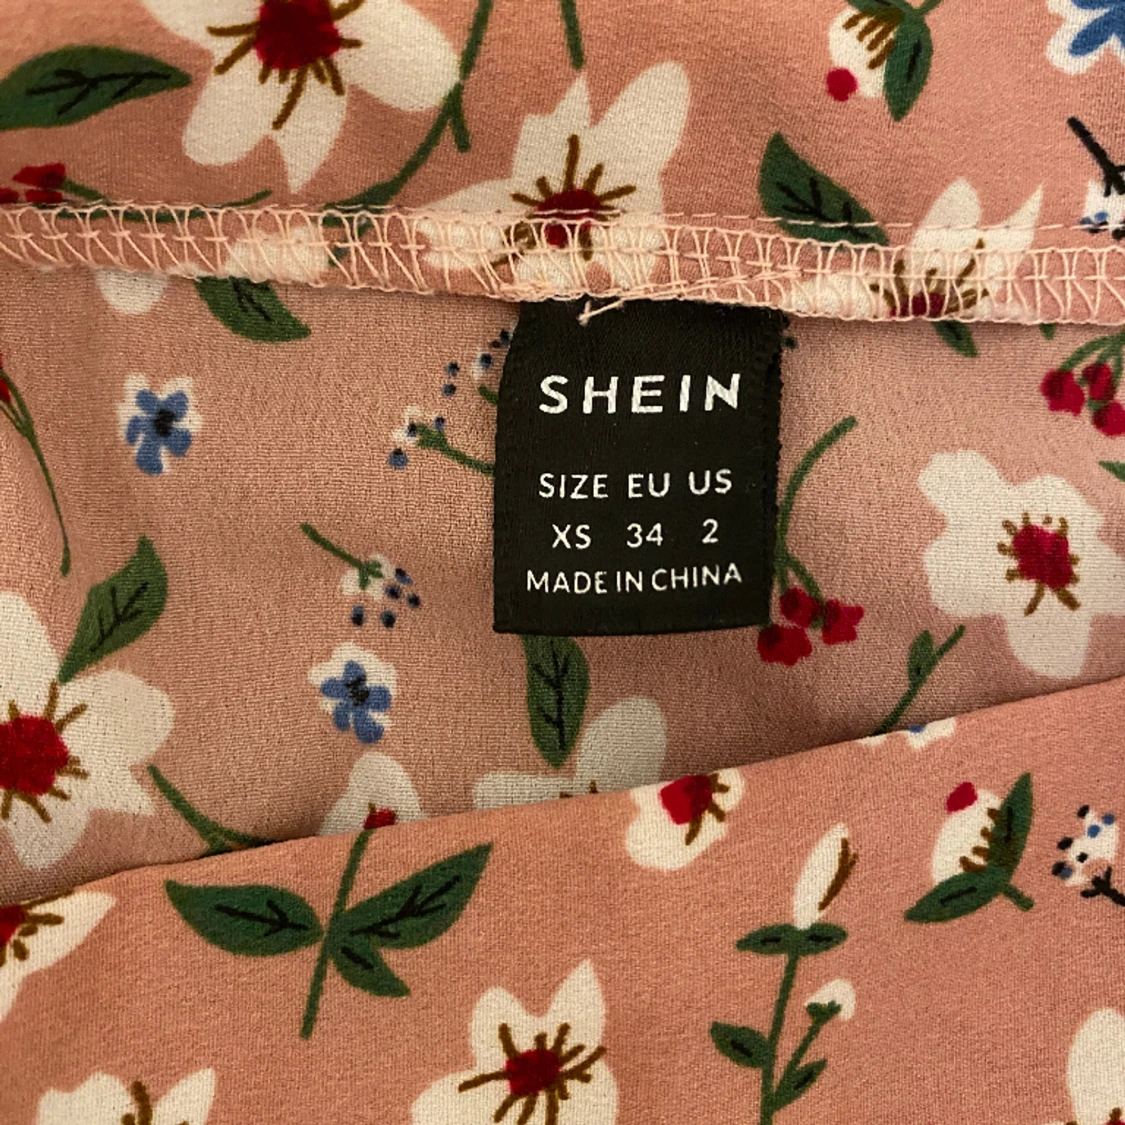 SHEIN
SIZE EU US
XS 34 2
MADE IN CHINA